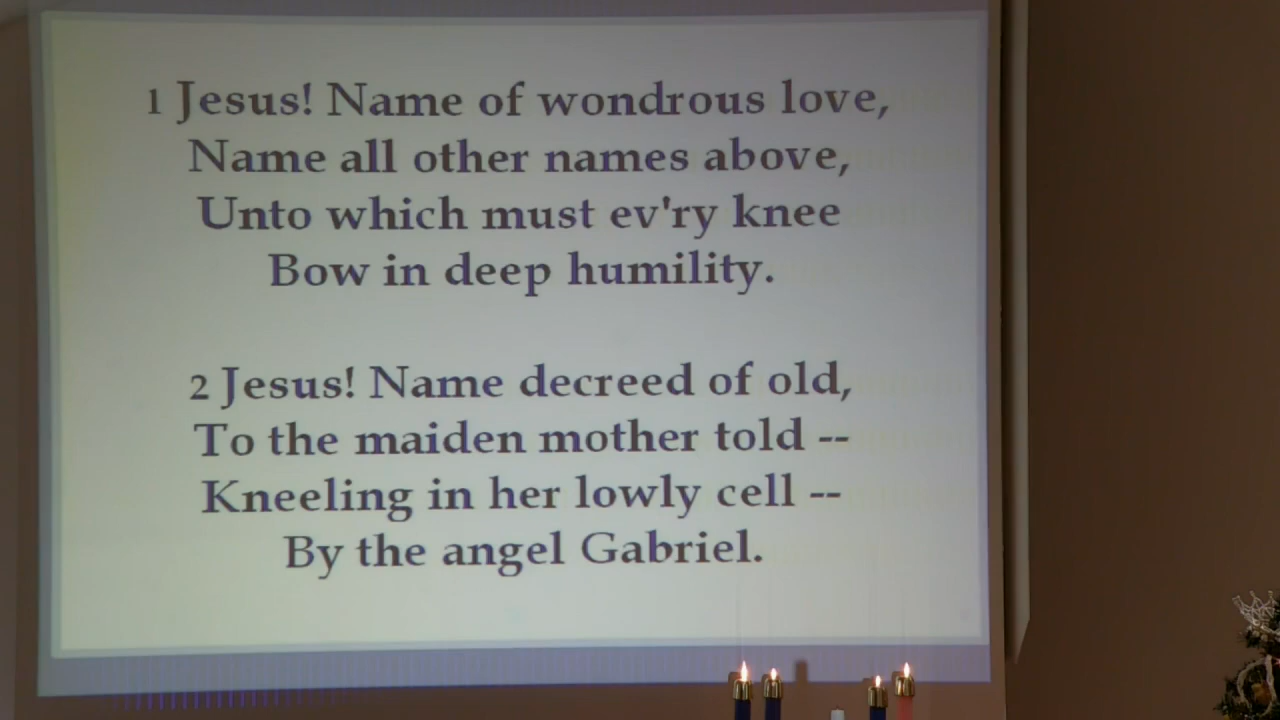 1 Jesus! Name of wondrous love,
Name all other names above,
Unto which must ev'ry knee
Bow in deep humility.
2 Jesus! Name decreed of old,
To the maiden mother told --
Kneeling in her lowly cell --
By the angel Gabriel.